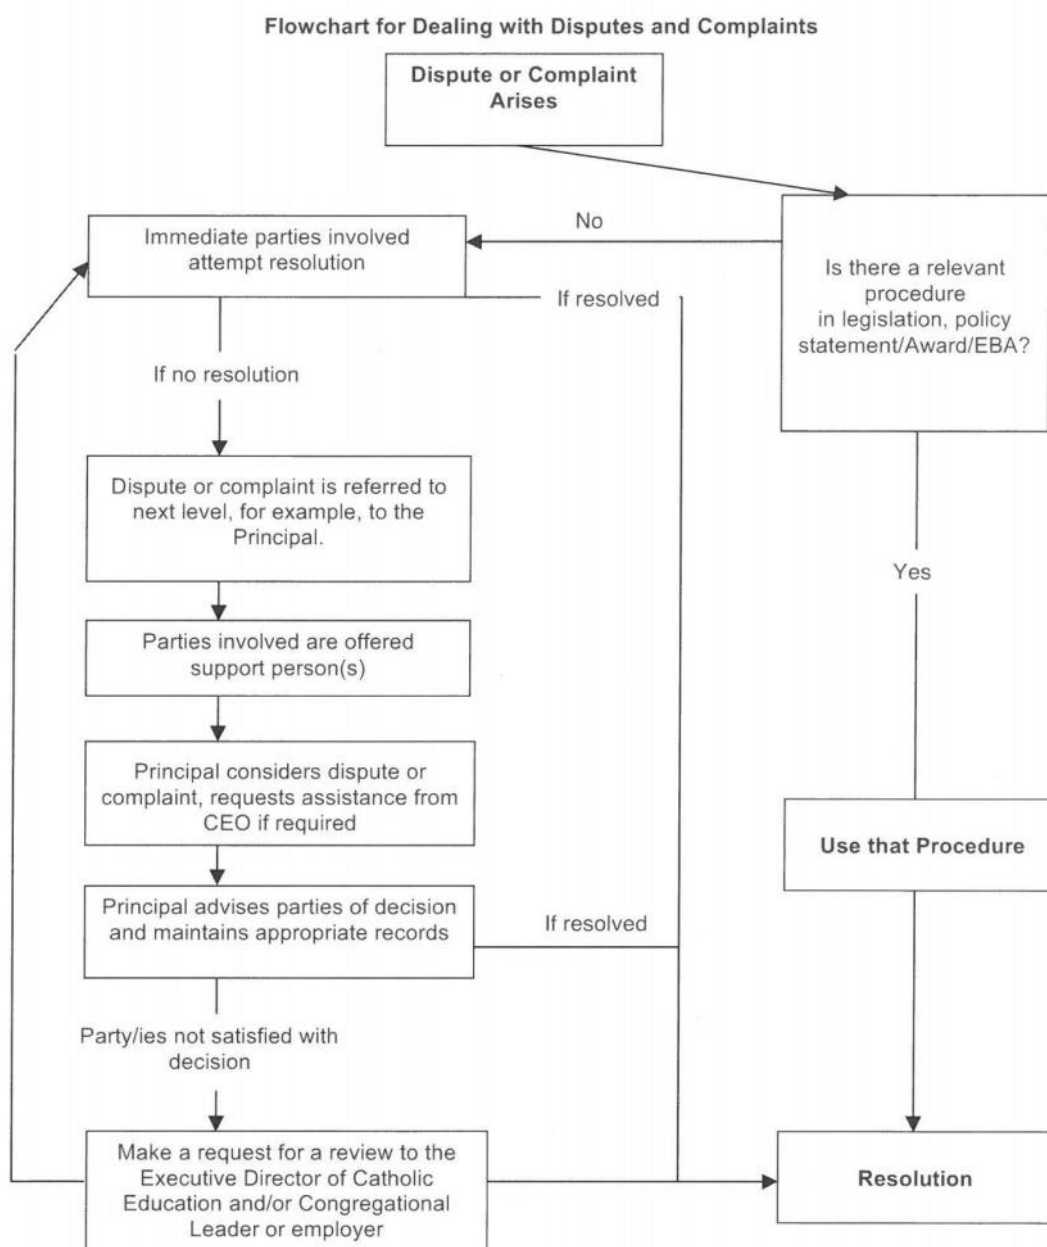 Flowchart for Dealing with Disputes and Complaints
Dispute or Complaint
Arises
No
Immediate parties involved
attempt resolution
Is there a relevant
procedure
in legislation, policy
statement/Award/EBA?
If resolved
If no resolution
Dispute or complaint is referred to
next level, for example, to the
Principal.
Yes
Parties involved are offered
support person(s)
Principal considers dispute or
complaint, requests assistance from
CEO if required
Use that Procedure
Principal advises parties of decision
and maintains appropriate records
If resolved
Party/ies not satisfied with
decision
Make a request for a review to the
Executive Director of Catholic
Education and/or Congregational
Leader or employer
Resolution